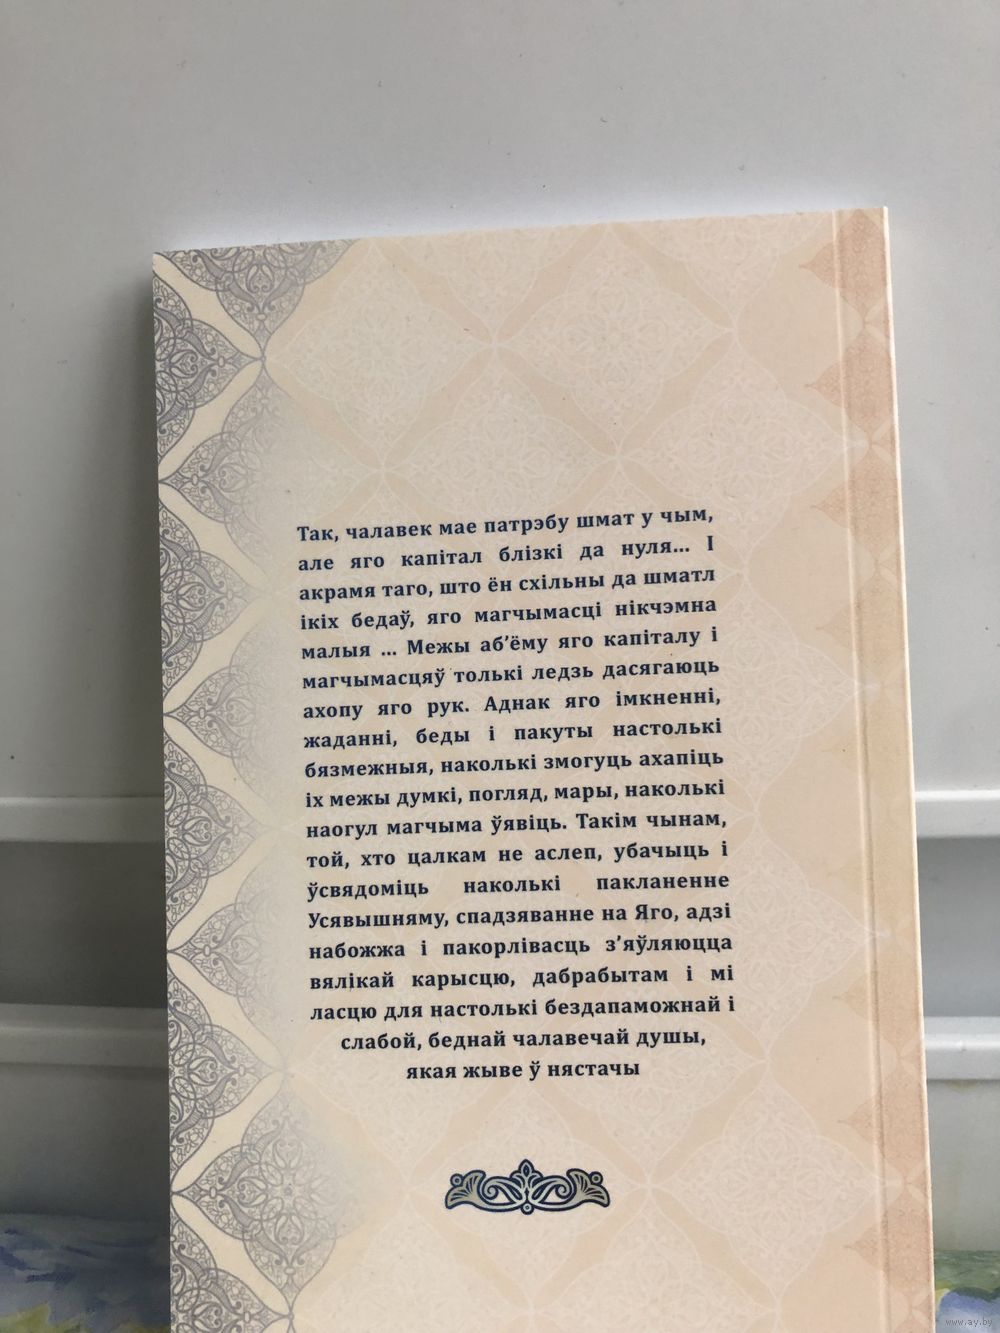 Так, чалавек мае патрэбу шмат у чым,
але яго капітал блізкі да нуля... І
акрамя таго, што ён схільны да шматл
ікіх бедаў, яго магчымасці нікчэмна
малыя ... Межы аб’ёму яго капіталу і
магчымасцяў толькі ледзь дасягаюць
ахопу яго рук. Аднак яго імкненні,
жаданні, беды і пакуты настолькі
бязмежныя, наколькі змогуць ахапіць
іх межы думкі, погляд, мары, наколькі
наогул магчыма ўявіць. Такім чынам,
той, хто цалкам не аслеп, убачыць і
ўсвядоміць наколькі пакланенне
Усявышняму, спадзяванне на Яго, адзі
набожжа і пакорлівасць з’яўляюцца
вялікай карысцю, дабрабытам і мі
ласцю для настолькі бездапаможнай і
слабой, беднай чалавечай душы,
якая жыве ў нястачы
www.ay.by